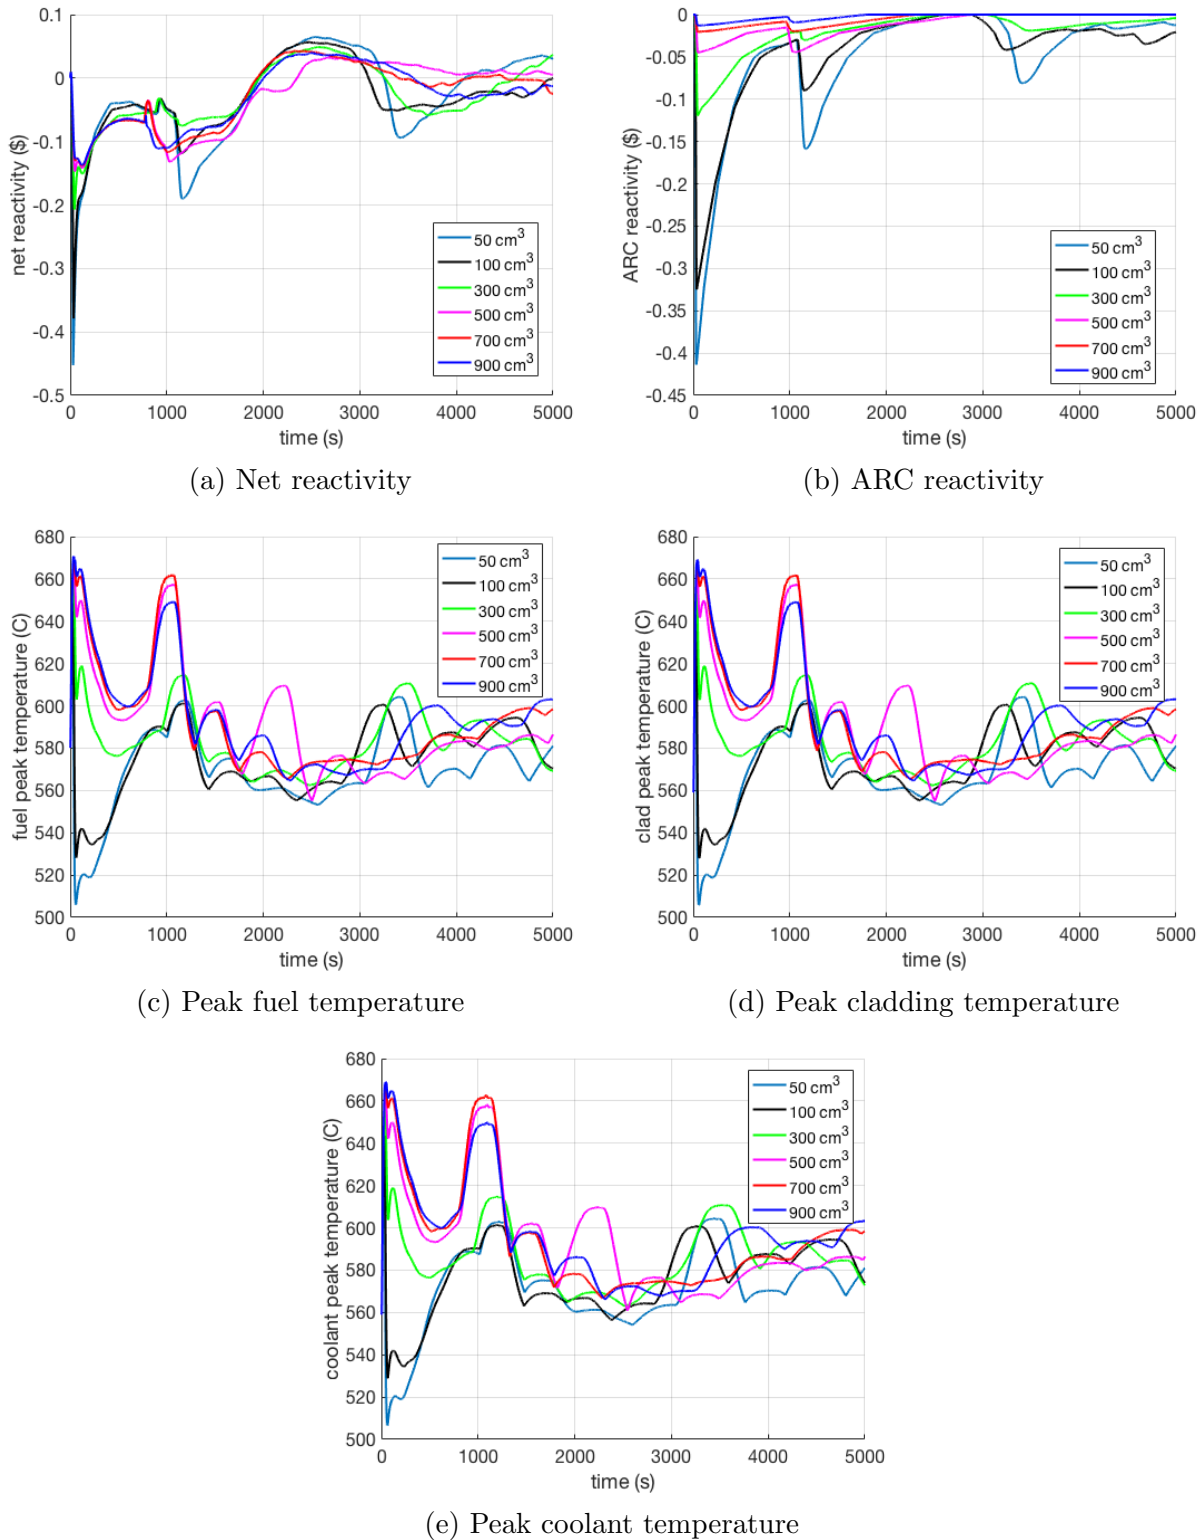 0.1
0
-0.1
-0.2
-0.3
-0.4
-0.5
net reactivity ($)
50 cm³
100 cm³
300 cm³
500 cm³
700 cm³
900 cm³
0 1000 2000 3000 4000 5000
time (s)
(a) Net reactivity
0
-0.05
-0.1
-0.15
-0.2
-0.25
-0.3
-0.35
-0.4
-0.45
ARC reactivity ($)
50 cm³
100 cm³
300 cm³
500 cm³
700 cm³
900 cm³
0 1000 2000 3000 4000 5000
time (s)
(b) ARC reactivity
680
660
640
620
600
580
560
540
520
500
fuel peak temperature (C)
50 cm³
100 cm³
300 cm³
500 cm³
700 cm³
900 cm³
0 1000 2000 3000 4000 5000
time (s)
(c) Peak fuel temperature
680
660
640
620
600
580
560
540
520
500
clad peak temperature (C)
50 cm³
100 cm³
300 cm³
500 cm³
700 cm³
900 cm³
0 1000 2000 3000 4000 5000
time (s)
(d) Peak cladding temperature
680
660
640
620
600
580
560
540
520
500
coolant peak temperature (C)
50 cm³
100 cm³
300 cm³
500 cm³
700 cm³
900 cm³
0 1000 2000 3000 4000 5000
time (s)
(e) Peak coolant temperature